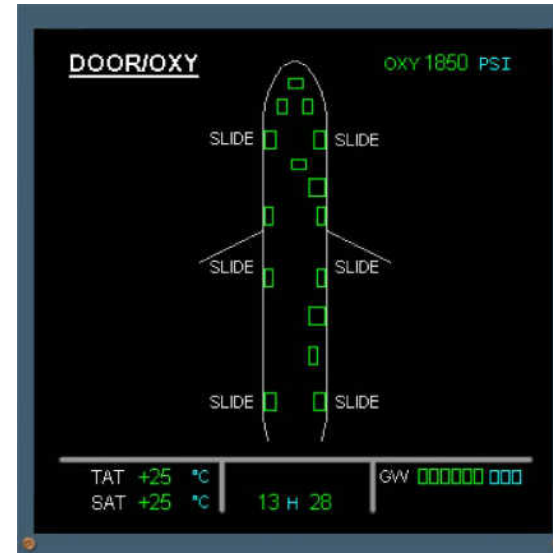 DOOR/OXY OXY 1850 PSI
SLIDE SLIDE
SLIDE SLIDE
SLIDE SLIDE
TAT +25 °C GW
SAT +25 °C 13 H 28